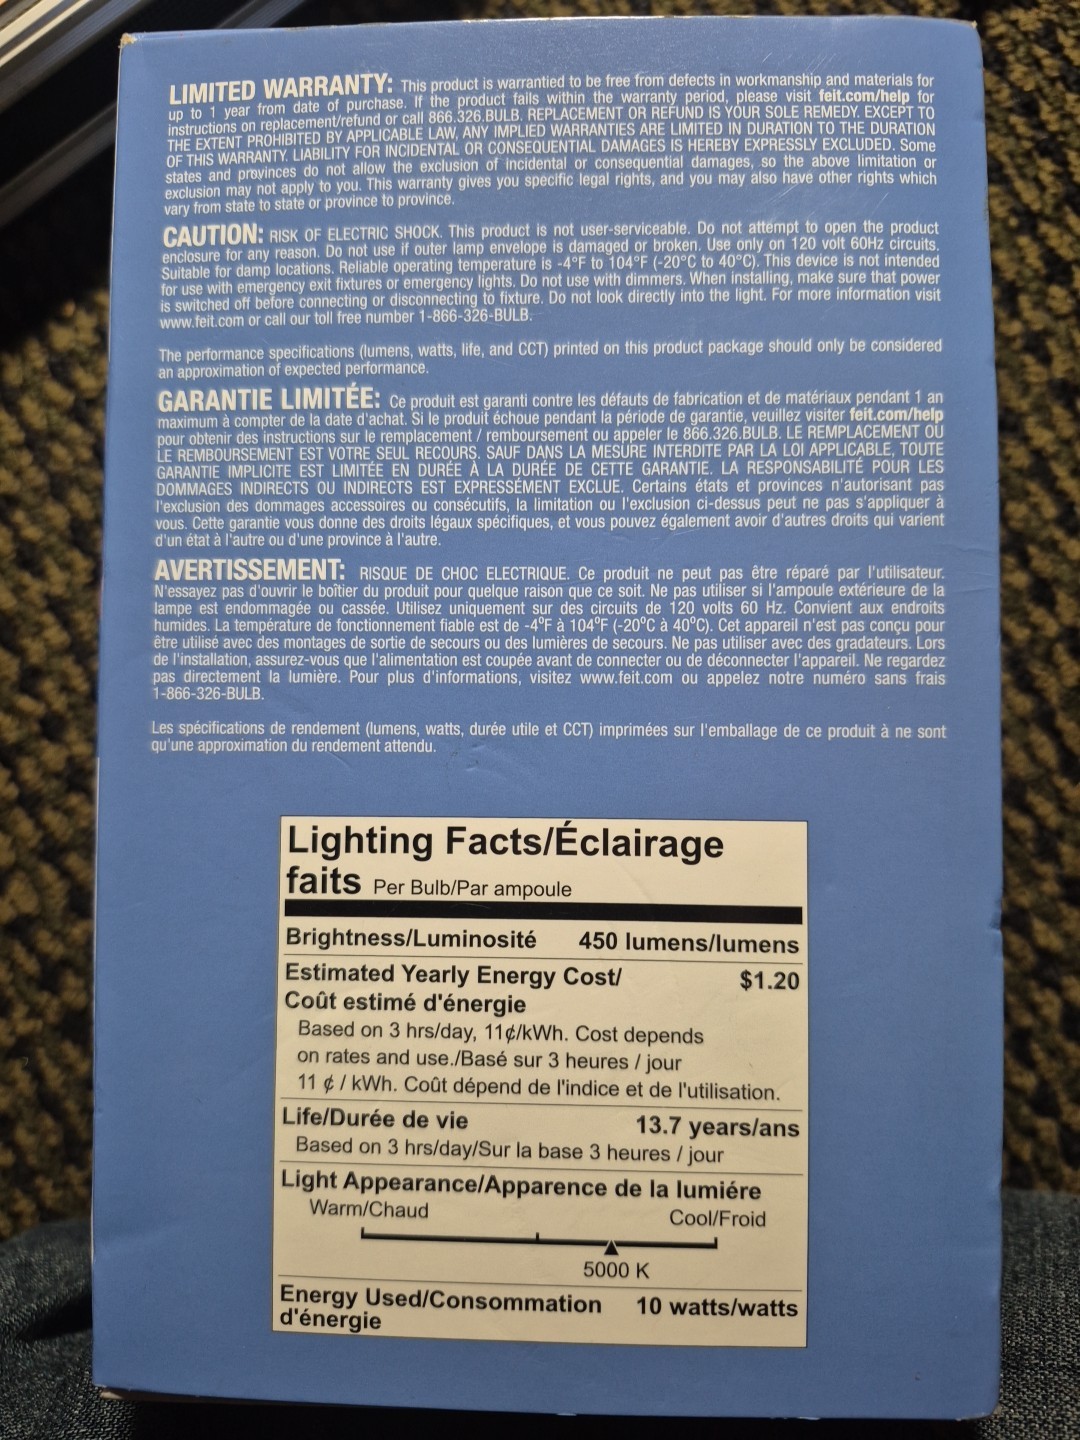 LIMITED WARRANTY: This product is warrantied to be free from defects in workmanship and materials for
up to 1 year from date of purchase. If the product fails within the warranty period, please visit feit.com/help for
instructions on replacement/refund or call 866.326.BULB. REPLACEMENT OR REFUND IS YOUR SOLE REMEDY. EXCEPT TO
THE EXTENT PROHIBITED BY APPLICABLE LAW, ANY IMPLIED WARRANTIES ARE LIMITED IN DURATION TO THE DURATION
OF THIS WARRANTY. LIABILITY FOR INCIDENTAL OR CONSEQUENTIAL DAMAGES IS HEREBY EXPRESSLY EXCLUDED. Some
states and provinces do not allow the exclusion of incidental or consequential damages, so the above limitation or
exclusion may not apply to you. This warranty gives you specific legal rights, and you may also have other rights which
vary from state to state or province to province.
CAUTION: RISK OF ELECTRIC SHOCK. This product is not user-serviceable. Do not attempt to open the product
enclosure for any reason. Do not use if outer lamp envelope is damaged or broken. Use only on 120 volt 60Hz circuits.
Suitable for damp locations. Reliable operating temperature is -4°F to 104°F (-20°C to 40°C). This device is not intended
for use with emergency exit fixtures or emergency lights. Do not use with dimmers. When installing, make sure that power
is switched off before connecting or disconnecting to fixture. Do not look directly into the light. For more information visit
www.feit.com or call our toll free number 1-866-326-BULB.
The performance specifications (lumens, watts, life, and CCT) printed on this product package should only be considered
an approximation of expected performance.
GARANTIE LIMITÉE: Ce produit est garanti contre les défauts de fabrication et de matériaux pendant 1 an
maximum à compter de la date d'achat. Si le produit échoue pendant la période de garantie, veuillez visiter feit.com/help
pour obtenir des instructions sur le remplacement / remboursement ou appeler le 866.326.BULB. LE REMPLACEMENT OU
LE REMBOURSEMENT EST VOTRE SEUL RECOURS. SAUF DANS LA MESURE INTERDITE PAR LA LOI APPLICABLE, TOUTE
GARANTIE IMPLICITE EST LIMITÉE EN DURÉE À LA DURÉE DE CETTE GARANTIE. LA RESPONSABILITÉ POUR LES
DOMMAGES INDIRECTS OU INDIRECTS EST EXPRESSÉMENT EXCLUE. Certains états et provinces n'autorisant pas
l'exclusion des dommages accessoires ou consécutifs, la limitation ou l'exclusion ci-dessus peut ne pas s'appliquer à
vous. Cette garantie vous donne des droits légaux spécifiques, et vous pouvez également avoir d'autres droits qui varient
d'un état à l'autre ou d'une province à l'autre.
AVERTISSEMENT: RISQUE DE CHOC ELECTRIQUE. Ce produit ne peut pas être réparé par l'utilisateur.
N'essayez pas d'ouvrir le boîtier du produit pour quelque raison que ce soit. Ne pas utiliser si l'ampoule extérieure de la
lampe est endommagée ou cassée. Utilisez uniquement sur des circuits de 120 volts 60 Hz. Convient aux endroits
humides. La température de fonctionnement fiable est de -4°F à 104°F (-20°C à 40°C). Cet appareil n'est pas conçu pour
être utilisé avec des montages de sortie de secours ou des lumières de secours. Ne pas utiliser avec des gradateurs. Lors
de l'installation, assurez-vous que l'alimentation est coupée avant de connecter ou de déconnecter l'appareil. Ne regardez
pas directement la lumière. Pour plus d'informations, visitez www.feit.com ou appelez notre numéro sans frais
1-866-326-BULB.
Les spécifications de rendement (lumens, watts, durée utile et CCT) imprimées sur l'emballage de ce produit à ne sont
qu'une approximation du rendement attendu.
Lighting Facts/Éclairage
faits Per Bulb/Par ampoule
Brightness/Luminosité 450 lumens/lumens
Estimated Yearly Energy Cost/ $1.20
Coût estimé d'énergie
Based on 3 hrs/day, 11¢/kWh. Cost depends
on rates and use./Basé sur 3 heures / jour
11 ¢ / kWh. Coût dépend de l'indice et de l'utilisation.
Life/Durée de vie 13.7 years/ans
Based on 3 hrs/day/Sur la base 3 heures / jour
Light Appearance/Apparence de la lumiére
Warm/Chaud Cool/Froid
5000 K
Energy Used/Consommation 10 watts/watts
d'énergie